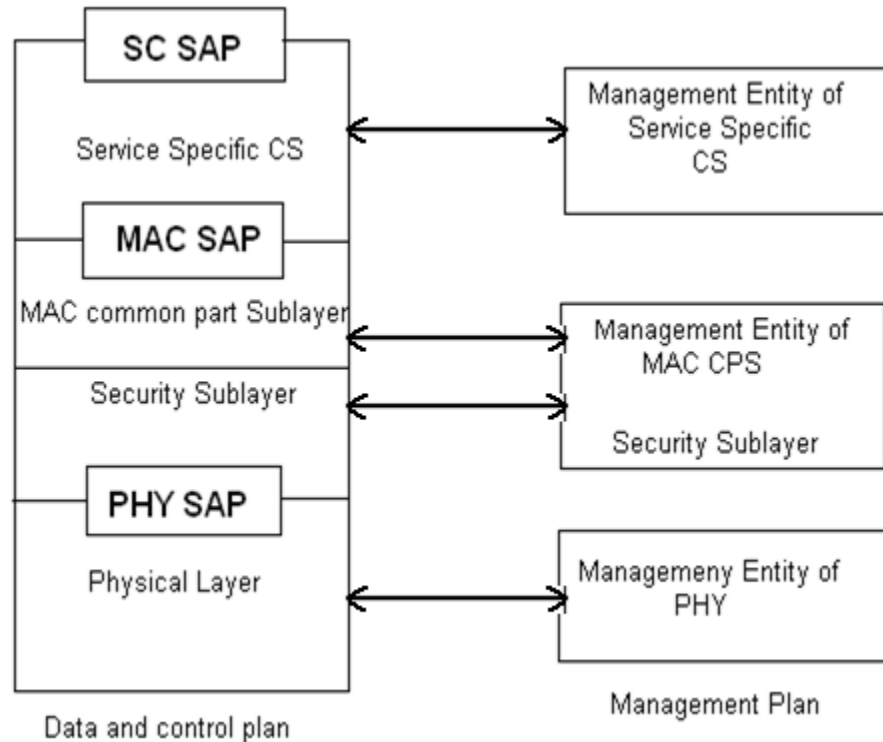 SC SAP
Service Specific CS
MAC SAP
MAC common part Sublayer
Security Sublayer
PHY SAP
Physical Layer
Data and control plan
Management Entity of
Service Specific
CS
Management Entity of
MAC CPS
Security Sublayer
Managemeny Entity of
PHY
Management Plan